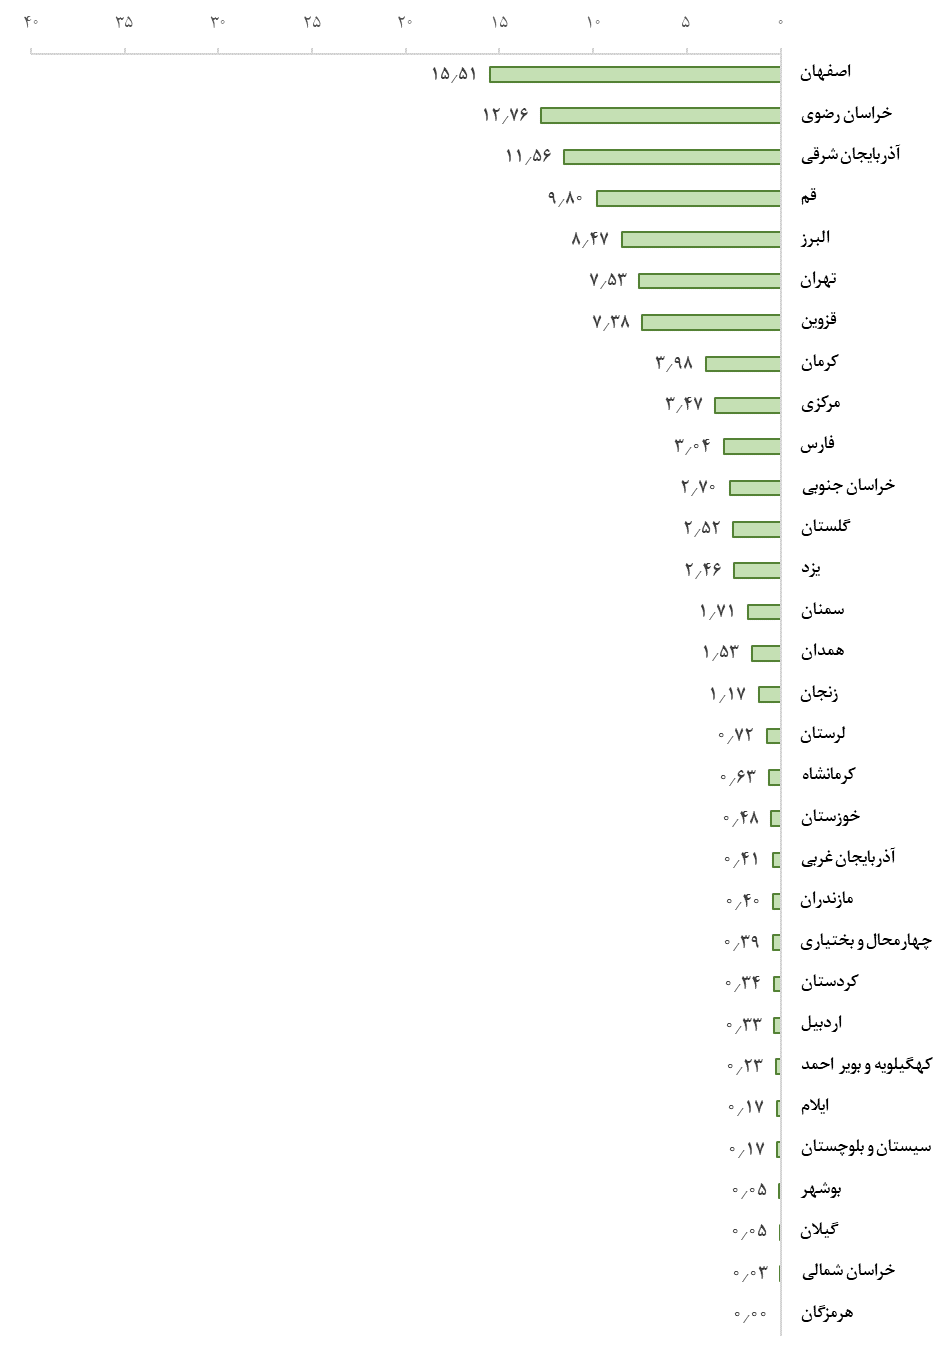 ۰ ۵ ۱۰ ۱۵ ۲۰ ۲۵ ۳۰ ۳۵ ۴۰
اصفهان ۱۵٫۵۱
خراسان رضوی ۱۲٫۷۶
آذربایجان شرقی ۱۱٫۵۶
قم ۹٫۸۰
البرز ۸٫۴۷
تهران ۷٫۵۳
قزوین ۷٫۳۸
کرمان ۳٫۹۸
مرکزی ۳٫۴۷
فارس ۳٫۰۴
خراسان جنوبی ۲٫۷۰
گلستان ۲٫۵۲
یزد ۲٫۴۶
سمنان ۱٫۷۱
همدان ۱٫۵۳
زنجان ۱٫۱۷
لرستان ۰٫۷۲
کرمانشاه ۰٫۶۳
خوزستان ۰٫۴۸
آذربایجان غربی ۰٫۴۱
مازندران ۰٫۴۰
چهارمحال و بختیاری ۰٫۳۹
کردستان ۰٫۳۴
اردبیل ۰٫۳۳
کهگیلویه و بویر احمد ۰٫۲۳
ایلام ۰٫۱۷
سیستان و بلوچستان ۰٫۱۷
بوشهر ۰٫۰۵
گیلان ۰٫۰۵
خراسان شمالی ۰٫۰۳
هرمزگان ۰٫۰۰